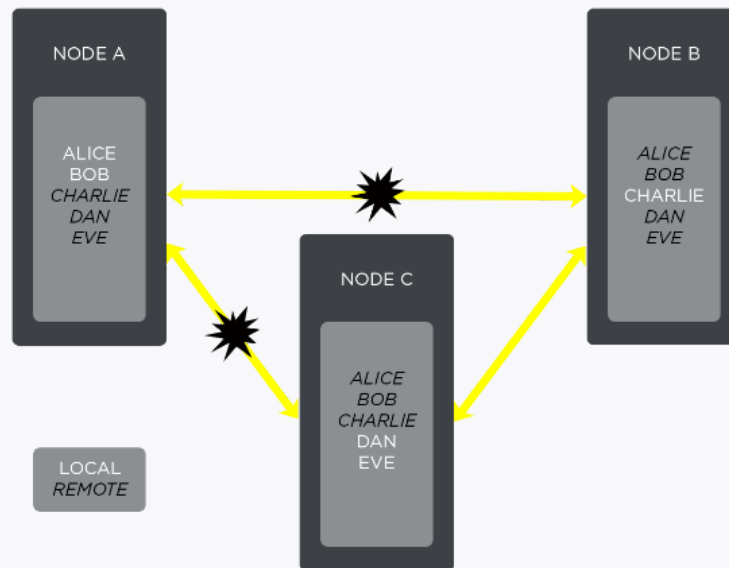 NODE A
ALICE
BOB
CHARLIE
DAN
EVE
NODE B
ALICE
BOB
CHARLIE
DAN
EVE
NODE C
ALICE
BOB
CHARLIE
DAN
EVE
LOCAL
REMOTE